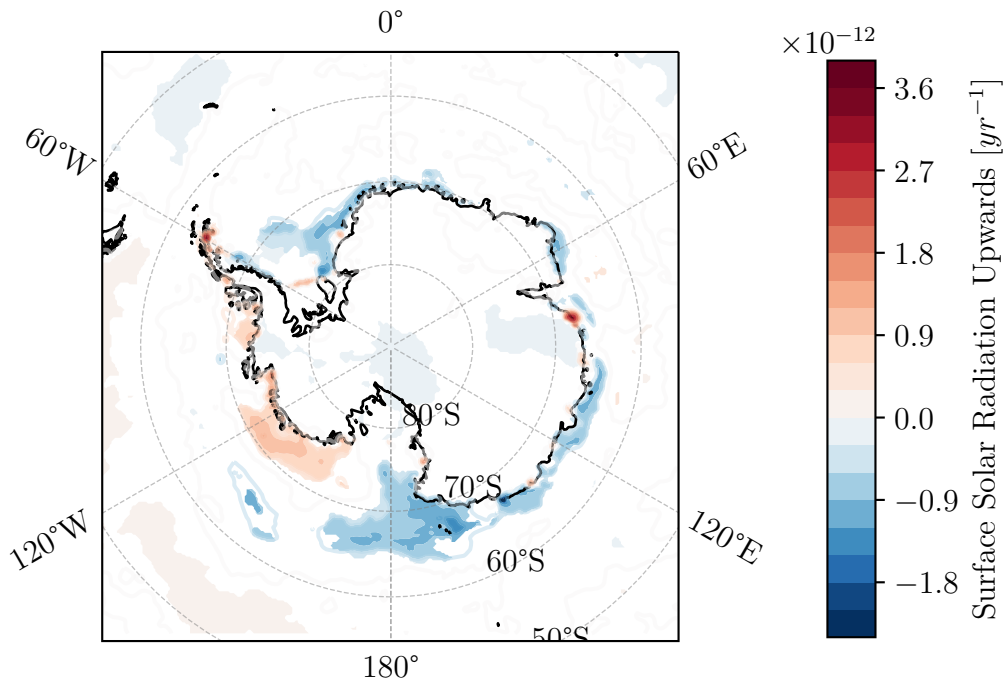 0°
×10⁻¹²
60°W
60°E
3.6
2.7
1.8
0.9
0.0
−0.9
−1.8
Surface Solar Radiation Upwards [yr⁻¹]
80°S
70°S
60°S
50°S
120°W
120°E
180°